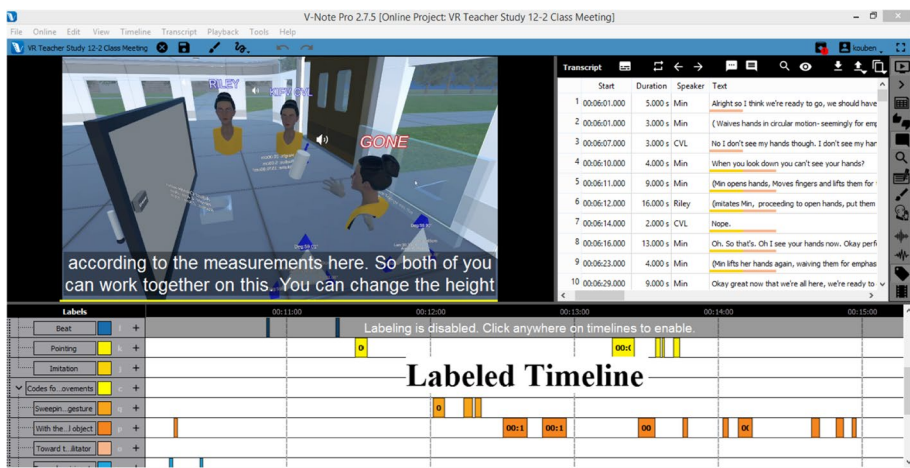 V-Note Pro 2.7.5 [Online Project: VR Teacher Study 12-2 Class Meeting]
File Online Edit View Timeline Transcript Playback Tools Help
VR Teacher Study 12-2 Class Meeting
kouben
RILEY
CVL
GONE
according to the measurements here. So both of you
can work together on this. You can change the height
Transcript
Start Duration Speaker Text
1 00:06:01.000 5.000 s Min Alright so I think we're ready to go, we should have
2 00:06:01.000 3.000 s Min ( Waives hands in circular motion- seemingly for emp
3 00:06:07.000 3.000 s CVL No I don't see my hands though. I don't see my han
4 00:06:10.000 4.000 s Min When you look down you can't see your hands?
5 00:06:11.000 9.000 s Min (Min opens hands, Moves fingers and lifts them for
6 00:06:12.000 16.000 s Riley (imitates Min, proceeding to open hands, put them
7 00:06:14.000 2.000 s CVL Nope.
8 00:06:16.000 13.000 s Min Oh. So that's. Oh I see your hands now. Okay perf
9 00:06:23.000 4.000 s Min (Min lifts her hands again, waiving them for emphas
10 00:06:29.000 9.000 s Min Okay great now that we're all here, we're ready to
Labels 00:11:00 00:12:00 00:13:00 00:14:00 00:15:00
Beat l + Labeling is disabled. Click anywhere on timelines to enable.
Pointing k + 0 00:(
Imitation j +
Labeled Timeline
Codes fo...ovements c +
Sweepin...gesture q + 0
With the...l object p + 00:1 00:1 00 0(
Toward t...ilitator +